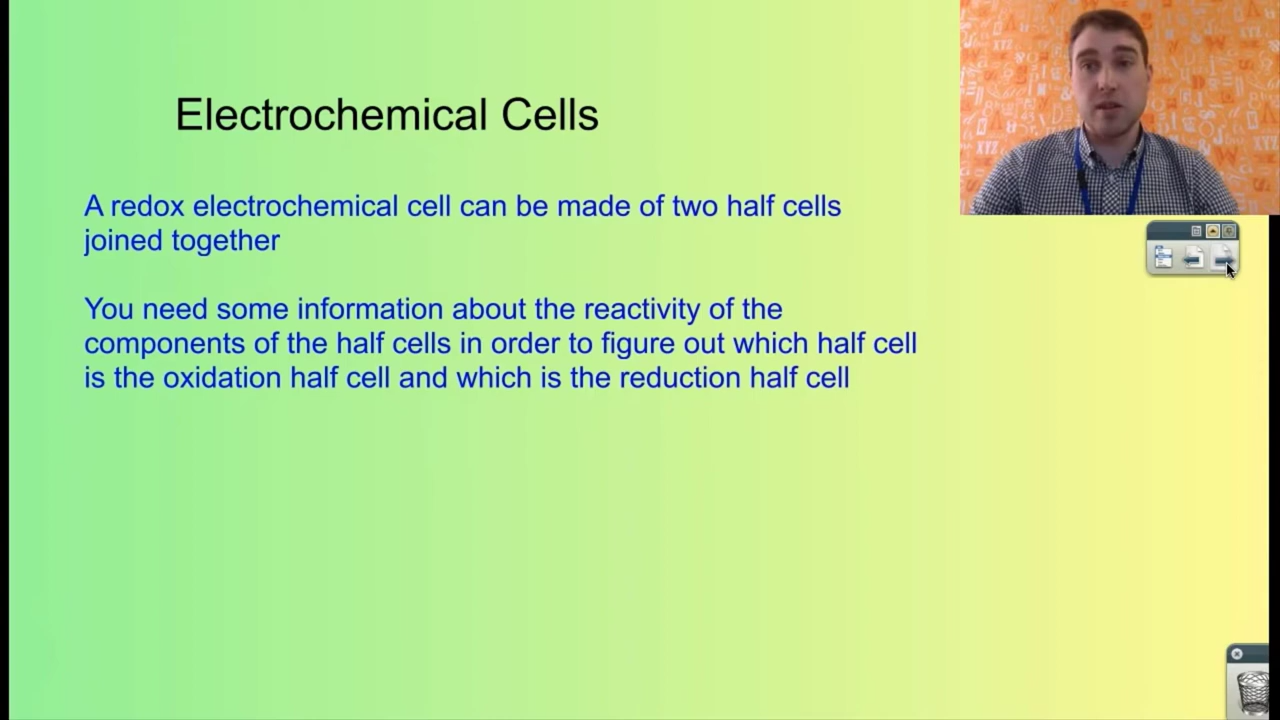 Electrochemical Cells
A redox electrochemical cell can be made of two half cells
joined together
You need some information about the reactivity of the
components of the half cells in order to figure out which half cell
is the oxidation half cell and which is the reduction half cell